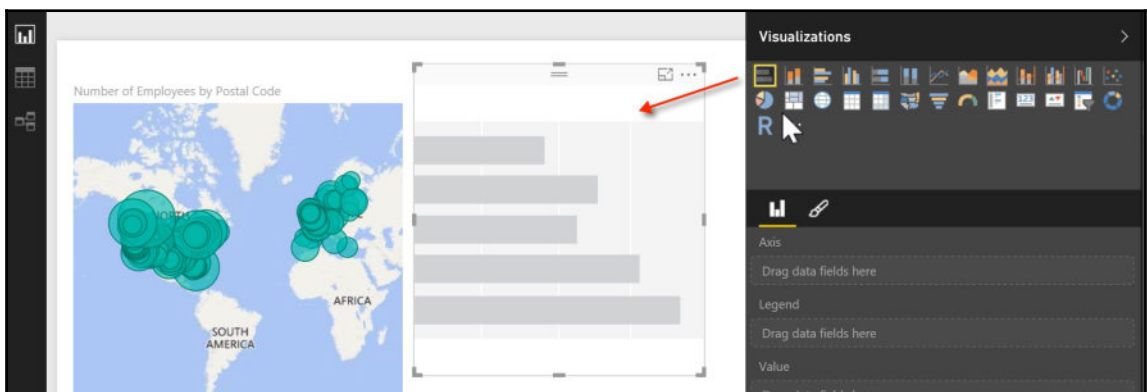 Visualizations
Number of Employees by Postal Code
123
R
Axis
Drag data fields here
AFRICA
Legend
SOUTH
AMERICA
Drag data fields here
Value